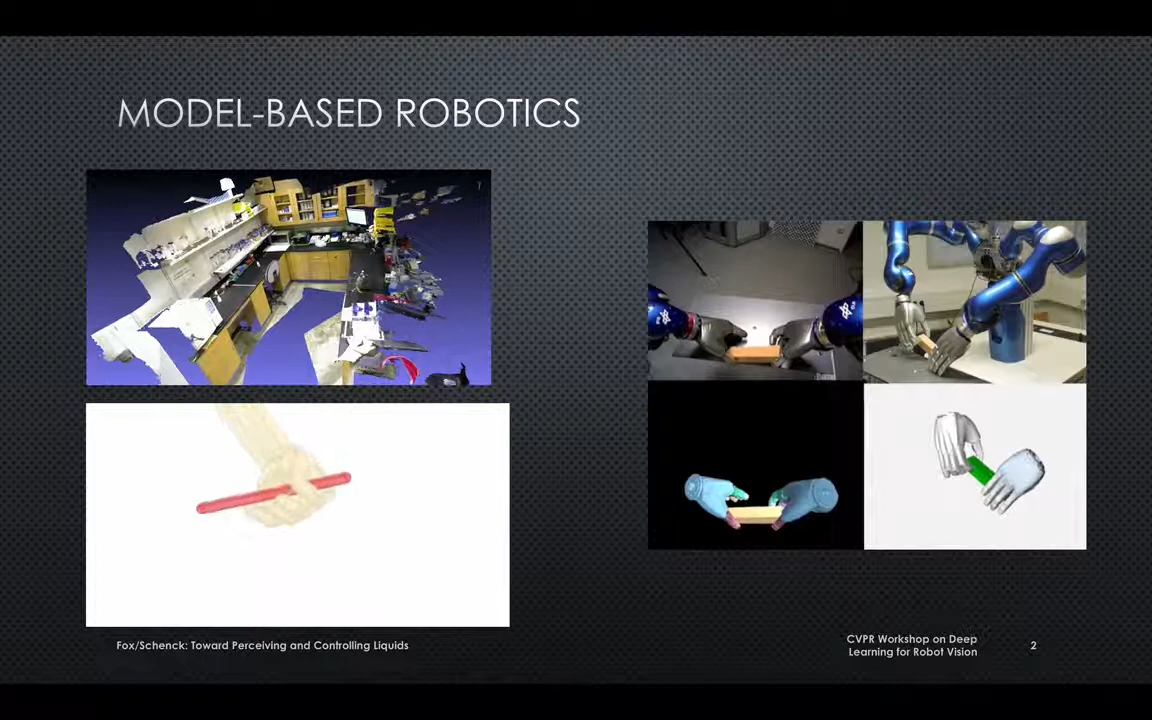 MODEL-BASED ROBOTICS
Fox/Schenck: Toward Perceiving and Controlling Liquids
CVPR Workshop on Deep
Learning for Robot Vision
2